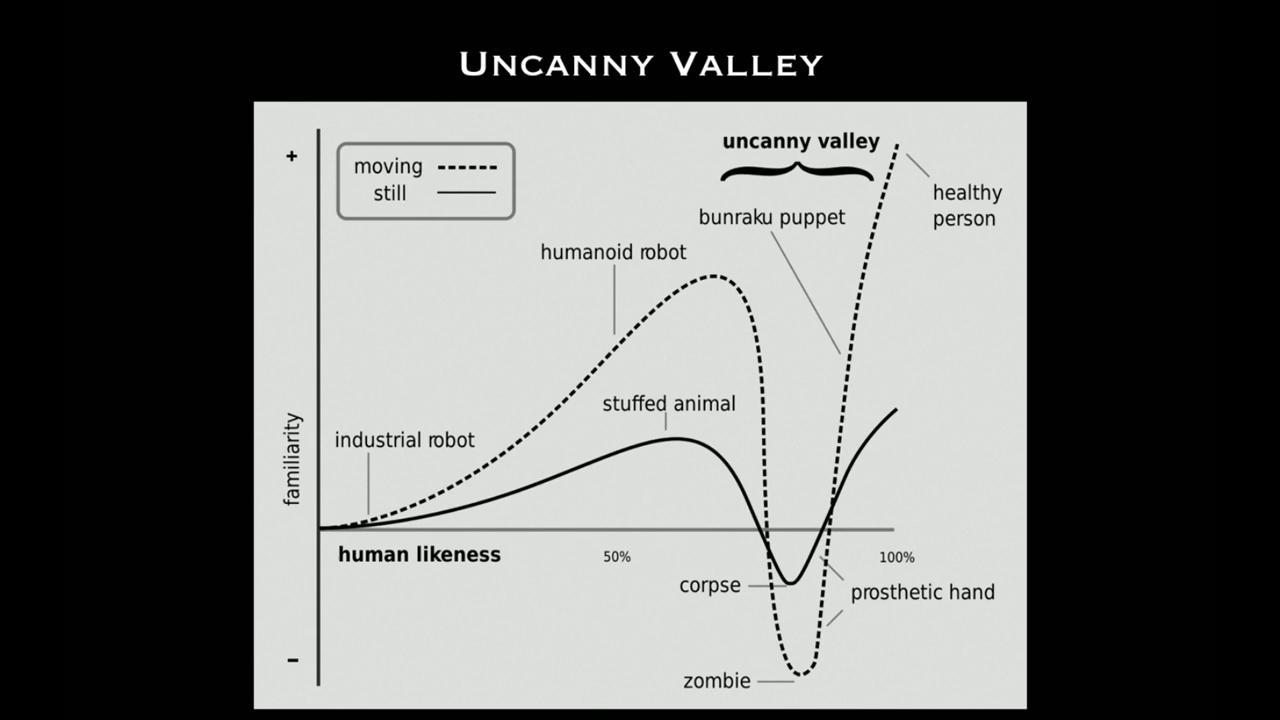 UNCANNY VALLEY
+
moving
still
uncanny valley
healthy
person
bunraku puppet
humanoid robot
stuffed animal
industrial robot
familiarity
human likeness
50%
100%
corpse
prosthetic hand
–
zombie